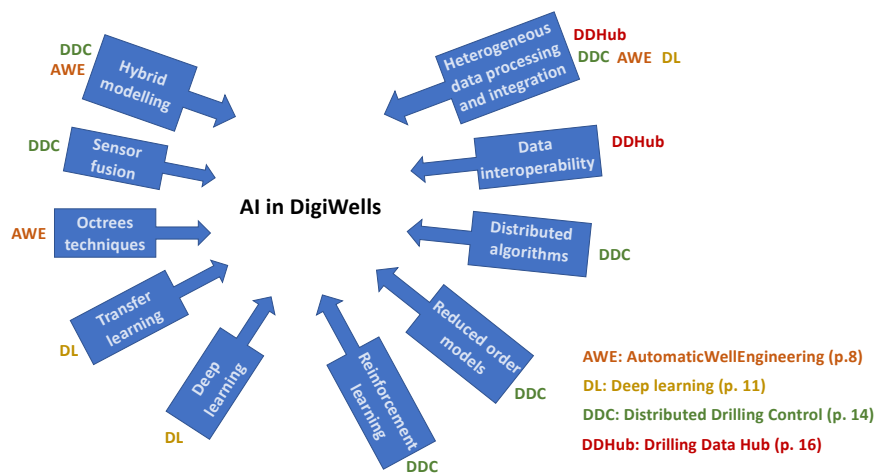 DDC
AWE
Hybrid
modelling
DDC
Sensor
fusion
AWE
Octrees
techniques
Transfer
learning
DL
Deep
learning
DL
AI in DigiWells
Heterogeneous
data processing
and integration
DDHub
DDC AWE DL
Data
interoperability
DDHub
Distributed
algorithms
DDC
Reduced order
models
DDC
Reinforcement
learning
DDC
AWE: AutomaticWellEngineering (p.8)
DL: Deep learning (p. 11)
DDC: Distributed Drilling Control (p. 14)
DDHub: Drilling Data Hub (p. 16)